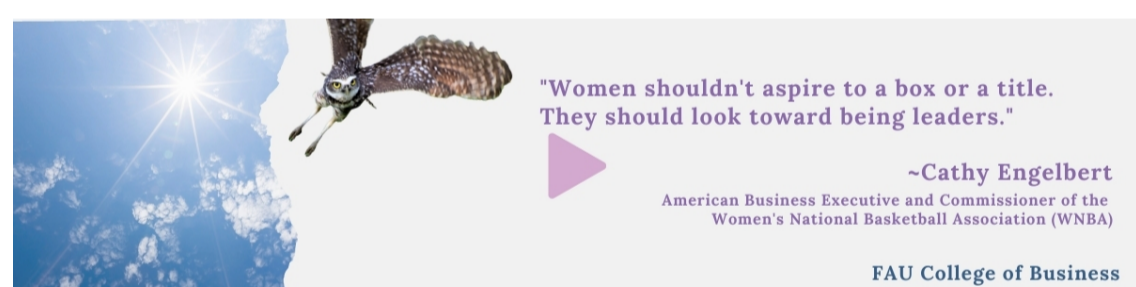 "Women shouldn't aspire to a box or a title.
They should look toward being leaders."
~Cathy Engelbert
American Business Executive and Commissioner of the
Women's National Basketball Association (WNBA)
FAU College of Business